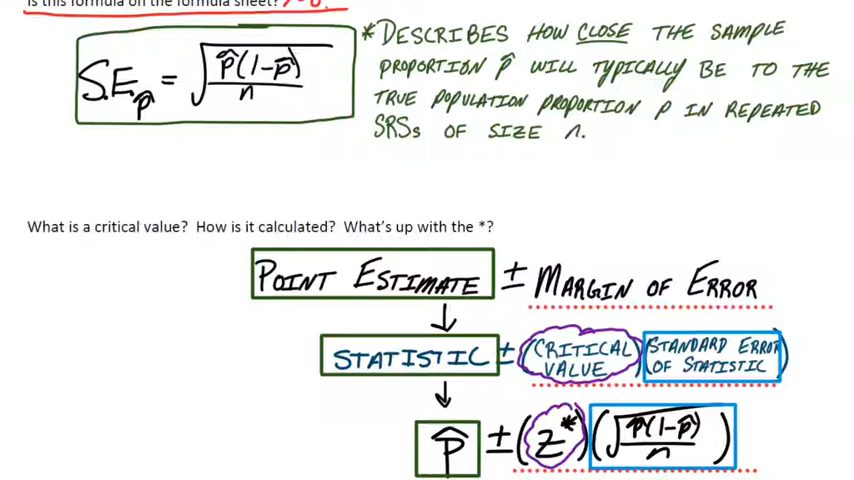 Is this formula on the formula sheet?
S.E.p̂ = √p̂(1-p̂)/n
*DESCRIBES HOW CLOSE THE SAMPLE
PROPORTION p̂ WILL TYPICALLY BE TO THE
TRUE POPULATION PROPORTION P IN REPEATED
SRSs OF SIZE n.
What is a critical value? How is it calculated? What's up with the *?
POINT ESTIMATE ± MARGIN OF ERROR
STATISTIC ± (CRITICAL VALUE) (STANDARD ERROR OF STATISTIC)
p̂ ± (z*) (√p̂(1-p̂)/n)